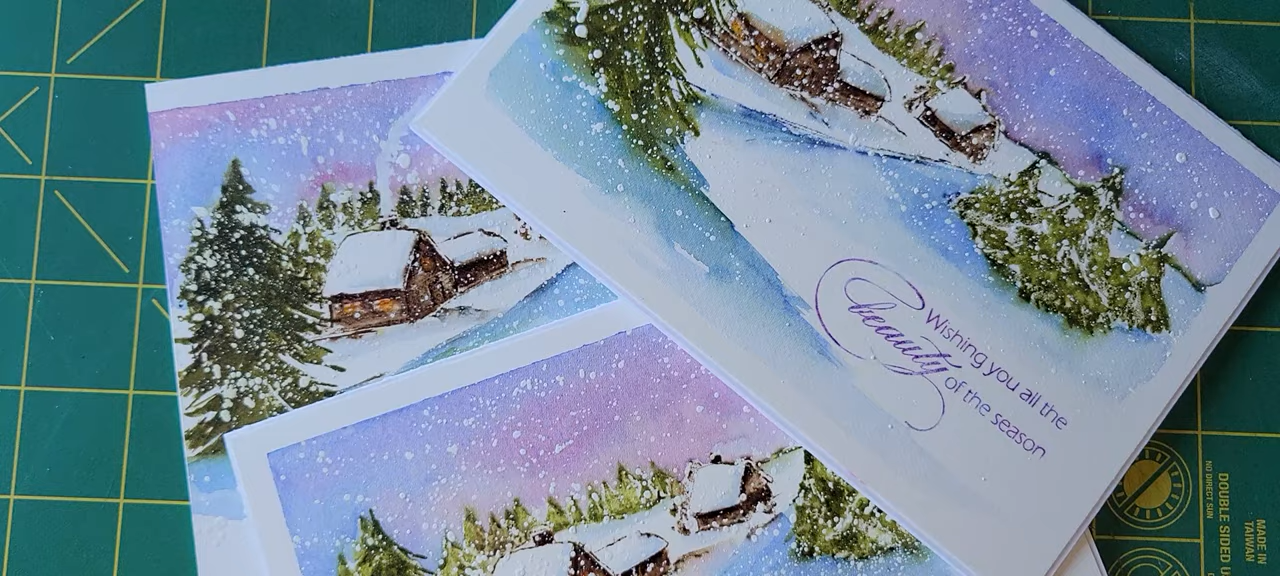 Wishing you all the
beauty
of the season
DOUBLE SIDED
NO DIRECT SUN
MADE IN
TAIWAN